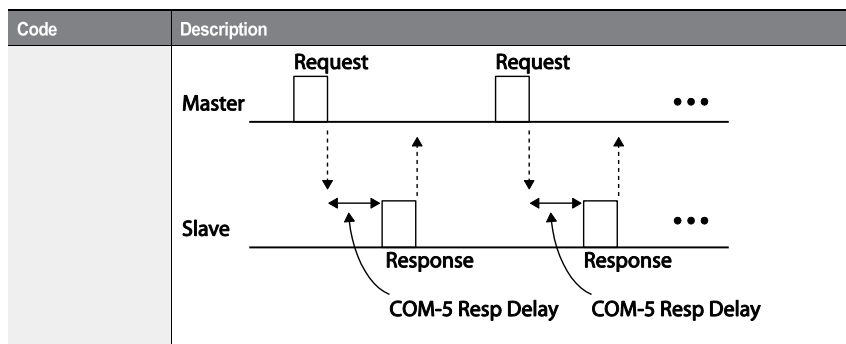 Code Description
Request Request
Master •••
Slave •••
Response Response
COM-5 Resp Delay COM-5 Resp Delay